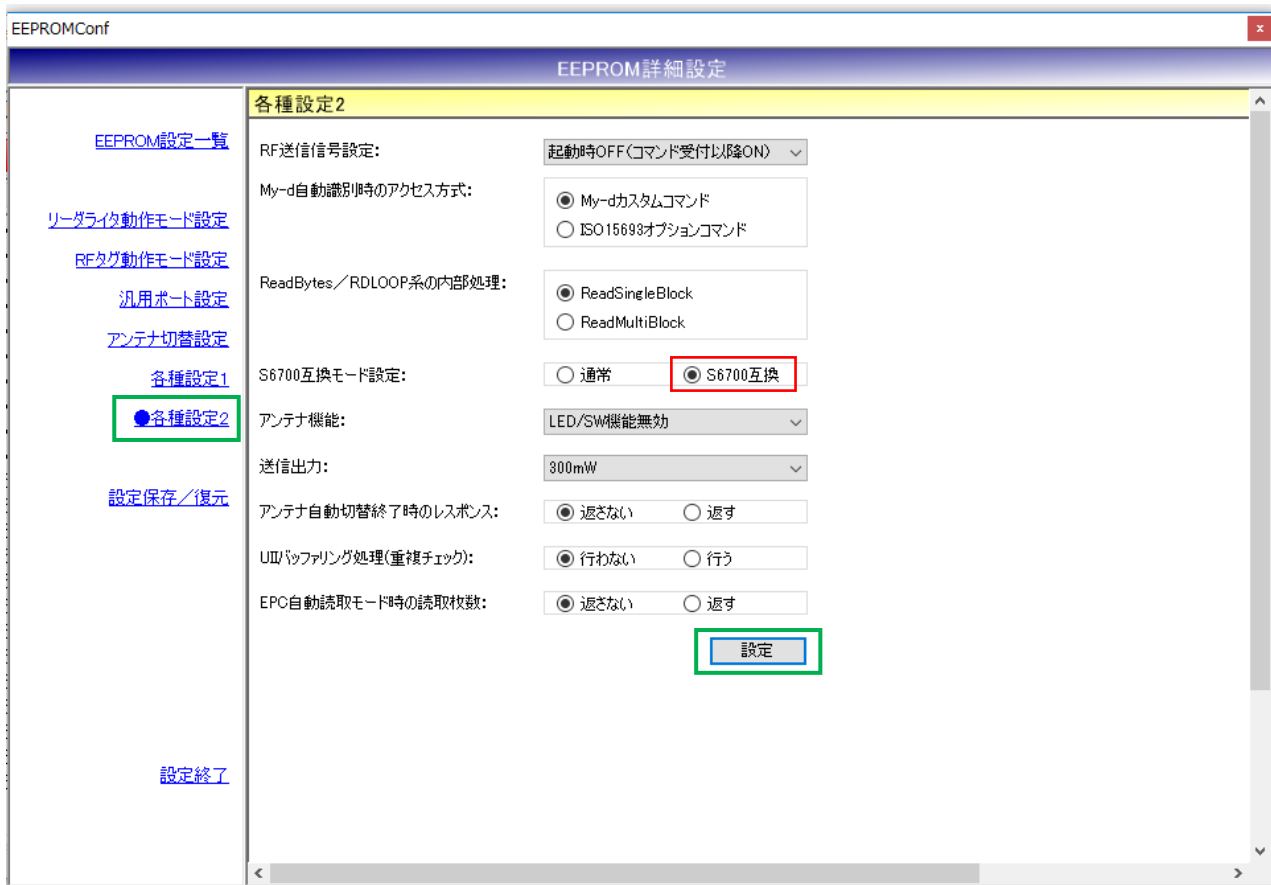 EEPROMConf
x
EEPROM詳細設定
EEPROM設定一覧
リーダライタ動作モード設定
RFタグ動作モード設定
汎用ポート設定
アンテナ切替設定
各種設定1
●各種設定2
設定保存／復元
設定終了
各種設定2
RF送信信号設定: 起動時OFF(コマンド受付以降ON)
My-d自動識別時のアクセス方式: My-dカスタムコマンド
ISO15693オプションコマンド
ReadBytes／RDLOOP系の内部処理: ReadSingleBlock
ReadMultiBlock
S6700互換モード設定: 通常 S6700互換
アンテナ機能: LED/SW機能無効
送信出力: 300mW
アンテナ自動切替終了時のレスポンス: 返さない 返す
UIIバッファリング処理(重複チェック): 行わない 行う
EPC自動読取モード時の読取枚数: 返さない 返す
設定